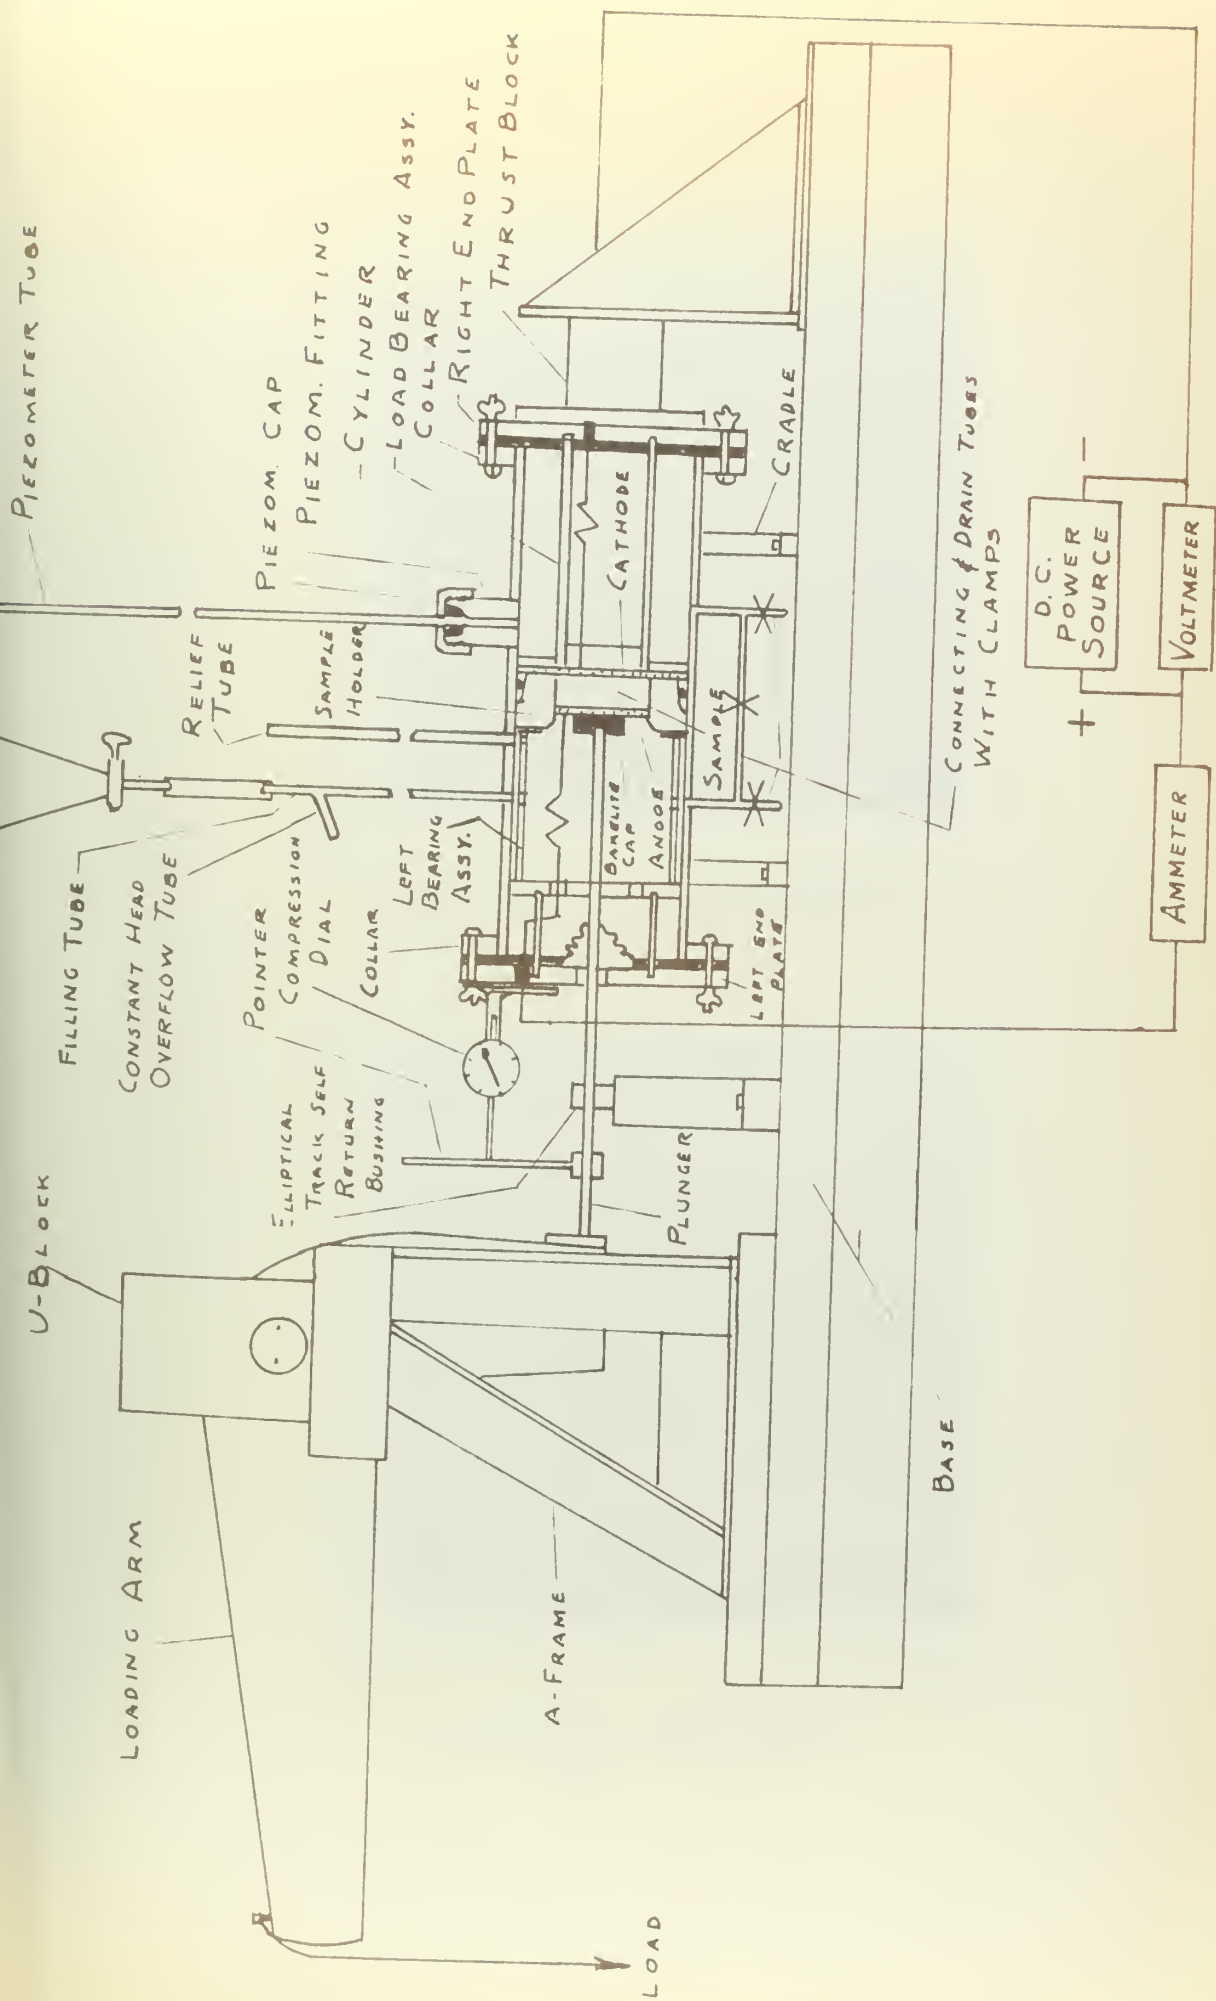 PIEZOMETER TUBE
U-BLOCK
FILLING TUBE
CONSTANT HEAD
OVERFLOW TUBE
RELIEF
TUBE
PIEZOM. CAP
PIEZOM. FITTING
CYLINDER
LOAD BEARING ASSY.
COLLAR
RIGHT END PLATE
THRUST BLOCK
LOADING ARM
POINTER
COMPRESSION
DIAL
COLLAR
LEFT
BEARING
ASSY.
SAMPLE
HOLDER
ELLIPTICAL
TRACK SELF
RETURN
BUSHING
BAKELITE
CAP
ANODE
SAMPLE
CATHODE
CRADLE
LEFT END
PLATE
PLUNGER
A-FRAME
LOAD
BASE
CONNECTING & DRAIN TUBES
WITH CLAMPS
+
D.C.
POWER
SOURCE
-
AMMETER
VOLTMETER